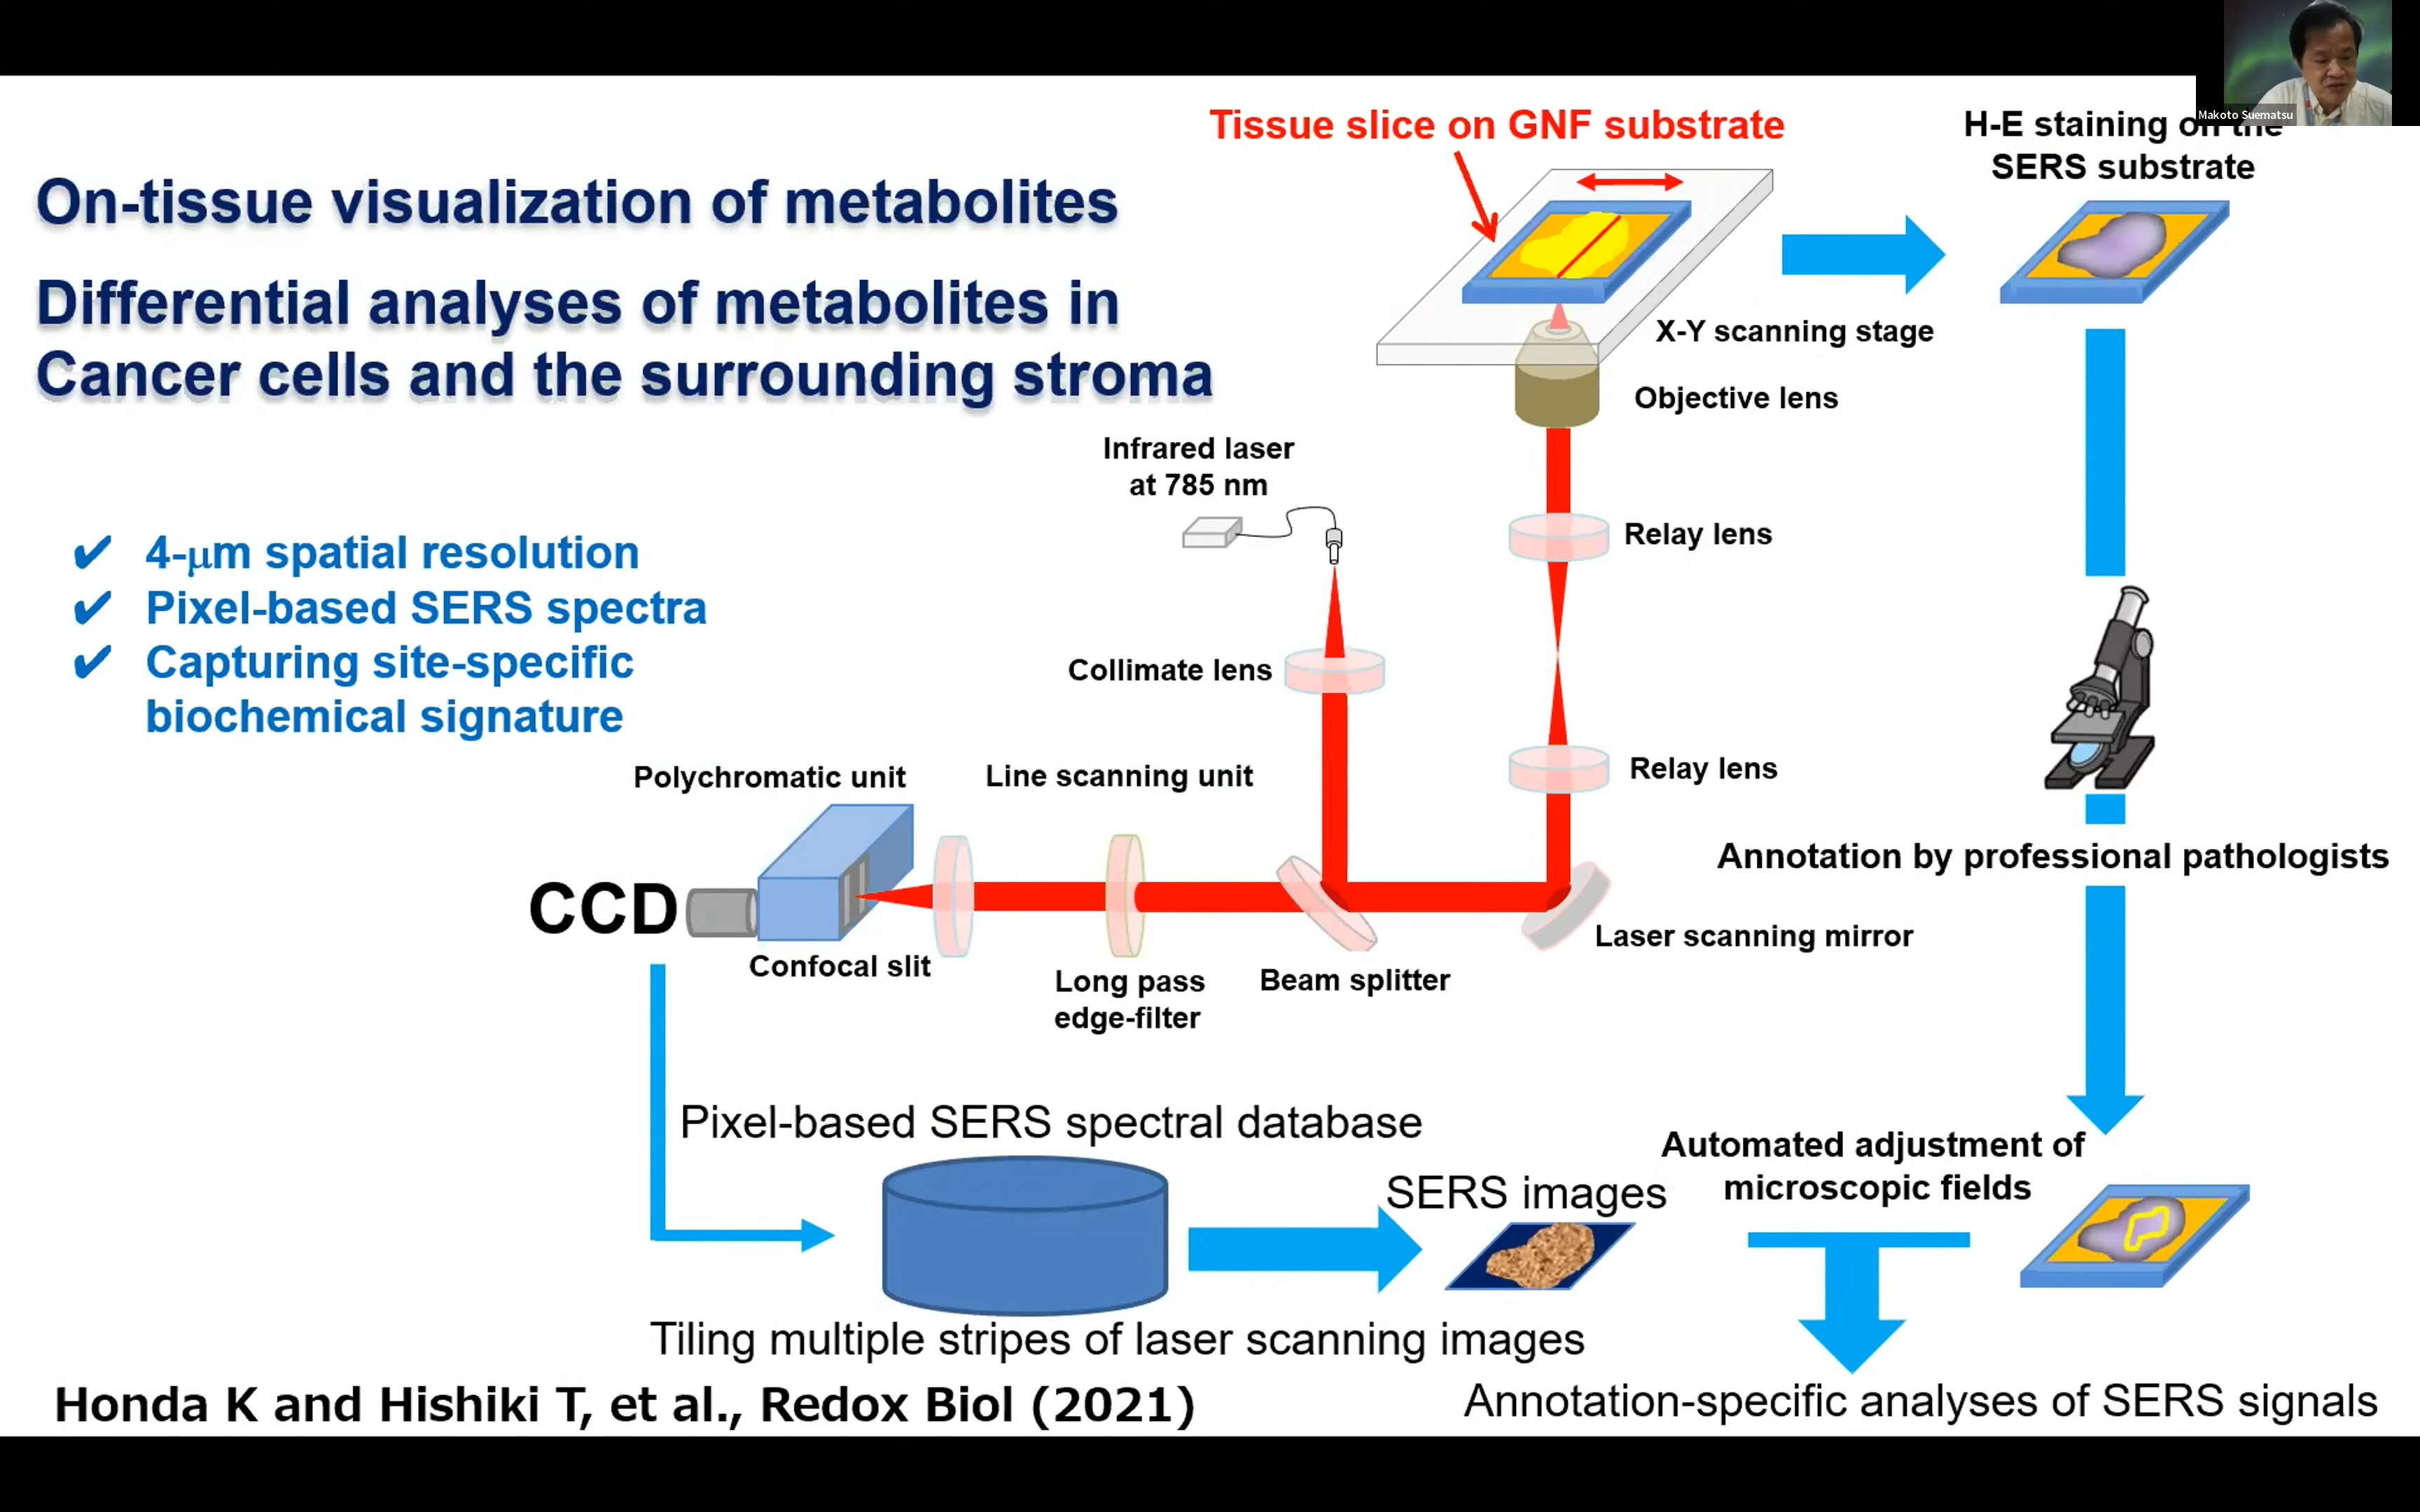 Makoto Suematsu
Tissue slice on GNF substrate
H-E staining on the
SERS substrate
On-tissue visualization of metabolites
Differential analyses of metabolites in
Cancer cells and the surrounding stroma
X-Y scanning stage
Objective lens
Infrared laser
at 785 nm
Relay lens
✔ 4-μm spatial resolution
✔ Pixel-based SERS spectra
✔ Capturing site-specific
biochemical signature
Collimate lens
Polychromatic unit
Line scanning unit
Relay lens
Annotation by professional pathologists
CCD
Confocal slit
Long pass
edge-filter
Beam splitter
Laser scanning mirror
Pixel-based SERS spectral database
SERS images
Automated adjustment of
microscopic fields
Tiling multiple stripes of laser scanning images
Honda K and Hishiki T, et al., Redox Biol (2021)
Annotation-specific analyses of SERS signals